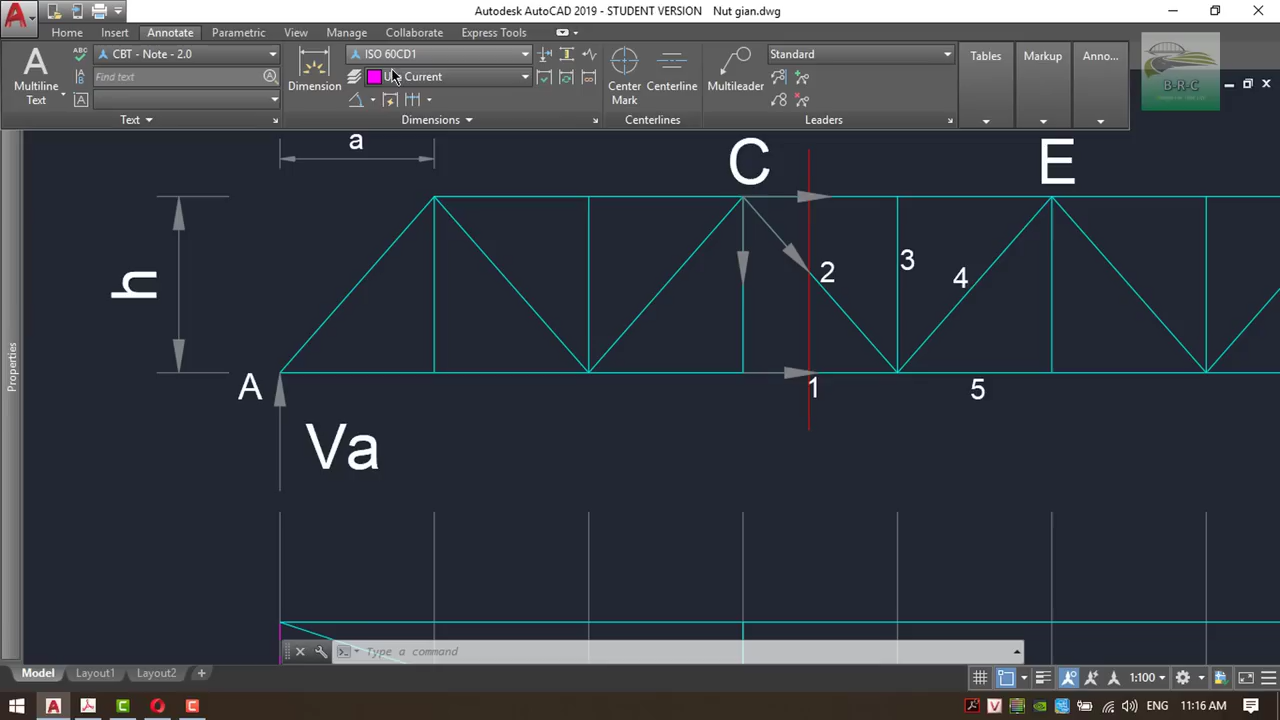 Autodesk AutoCAD 2019 - STUDENT VERSION Nut gian.dwg
Home Insert Annotate Parametric View Manage Collaborate Express Tools
A CBT - Note - 2.0
Find text
Multiline
Text
Text
Dimension
ISO 60CD1
Current
Dimensions
Center
Mark
Centerline
Centerlines
Multileader
Standard
Leaders
Tables
Markup
Anno...
B-R-C
a
C
E
h
2
3
4
A
1
5
Va
Properties
Type a command
Model Layout1 Layout2 +
1:100
ENG 11:16 AM